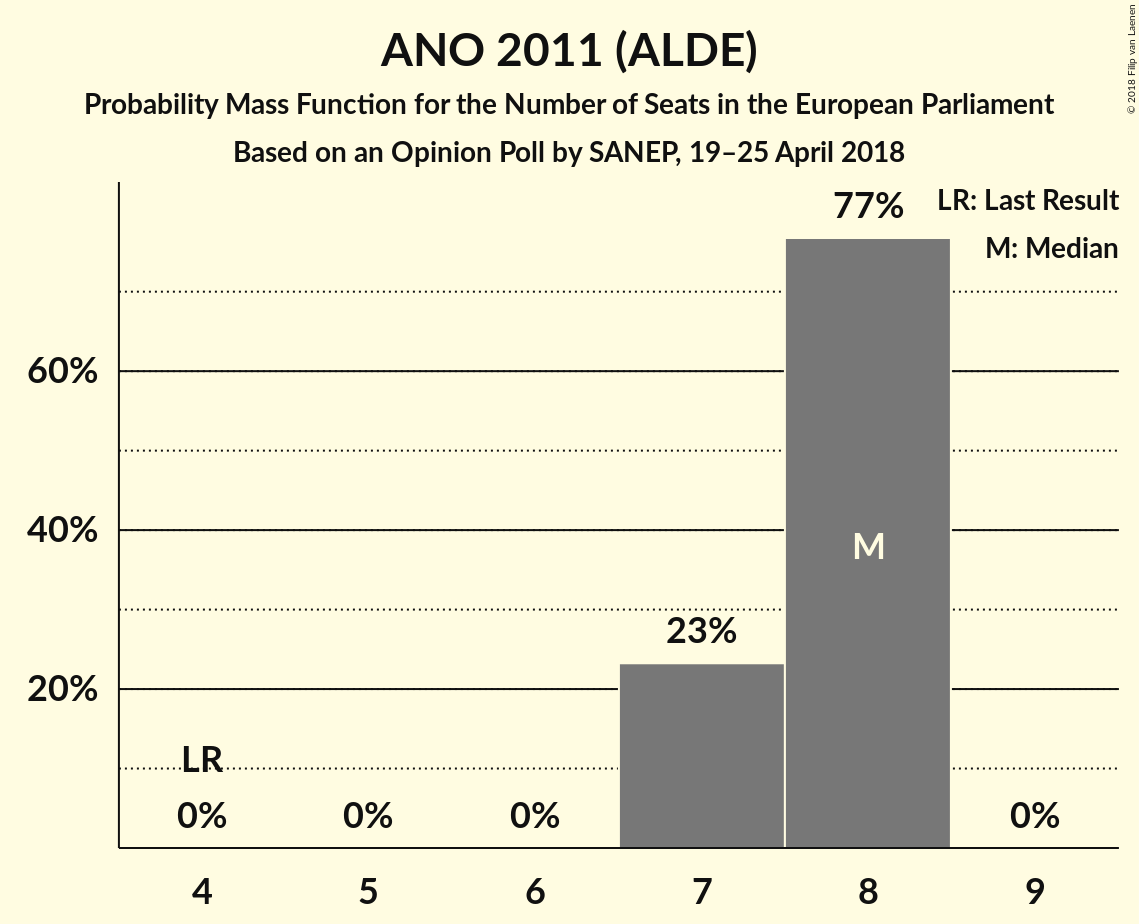 ANO 2011 (ALDE)
Probability Mass Function for the Number of Seats in the European Parliament
Based on an Opinion Poll by SANEP, 19–25 April 2018
© 2018 Filip van Laenen
LR: Last Result
M: Median
77%
60%
40%
M
23%
20%
LR
0%
0%
0%
0%
4
5
6
7
8
9